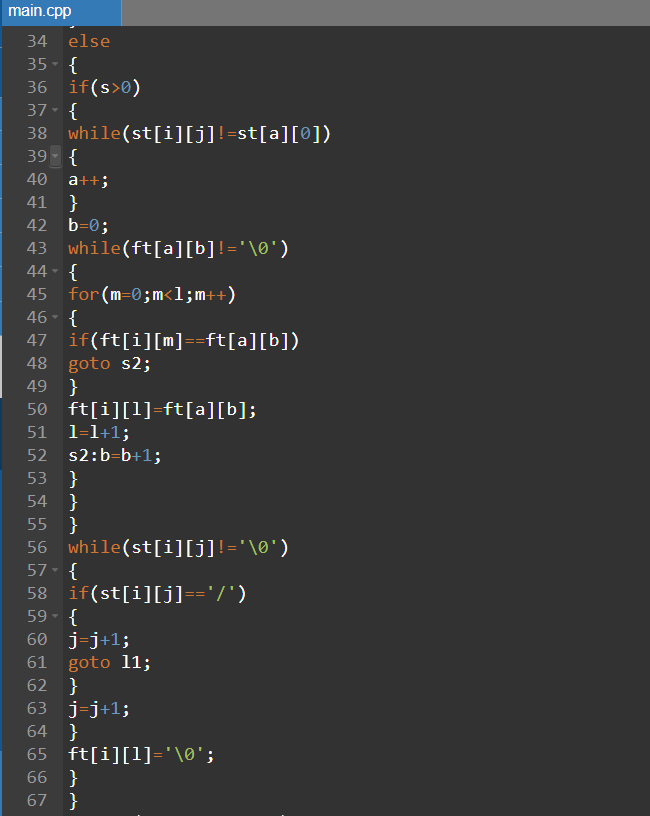 main.cpp
34 else
35 {
36 if(s>0)
37 {
38 while(st[i][j]!=st[a][0])
39 {
40 a++;
41 }
42 b=0;
43 while(ft[a][b]!='\0')
44 {
45 for(m=0;m<l;m++)
46 {
47 if(ft[i][m]==ft[a][b])
48 goto s2;
49 }
50 ft[i][l]=ft[a][b];
51 l=l+1;
52 s2:b=b+1;
53 }
54 }
55 }
56 while(st[i][j]!='\0')
57 {
58 if(st[i][j]=='/')
59 {
60 j=j+1;
61 goto l1;
62 }
63 j=j+1;
64 }
65 ft[i][l]='\0';
66 }
67 }